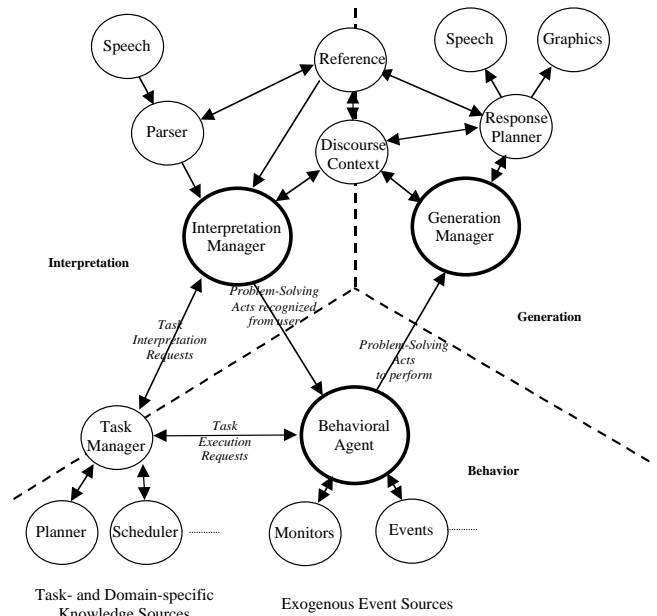 Speech
Speech
Graphics
Reference
Parser
Response
Planner
Discourse
Context
Interpretation
Manager
Generation
Manager
Interpretation
Problem-Solving
Acts recognized
from user
Generation
Task
Interpretation
Requests
Problem-Solving
Acts
to perform
Task
Manager
Task
Execution
Requests
Behavioral
Agent
Behavior
Planner
Scheduler
Monitors
Events
Task- and Domain-specific
Knowledge Sources
Exogenous Event Sources